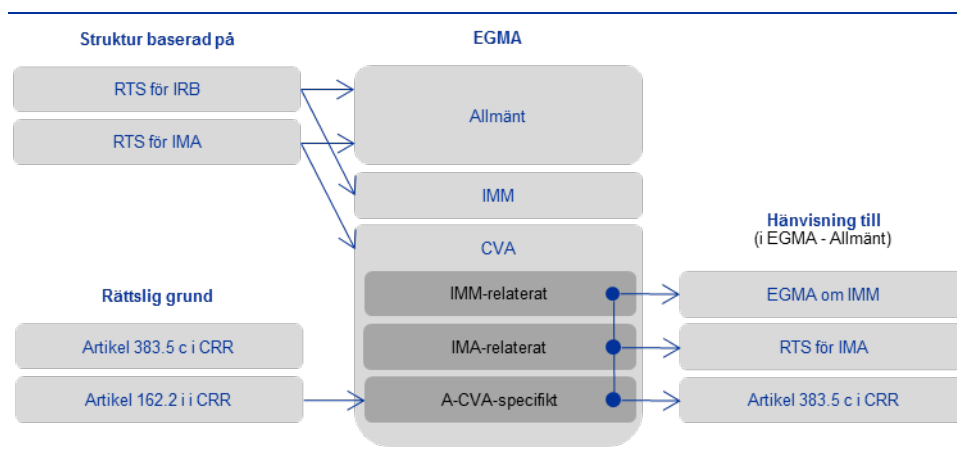 Struktur baserad på
EGMA
RTS för IRB
RTS för IMA
Allmänt
IMM
CVA
Hänvisning till
(i EGMA - Allmänt)
Rättslig grund
IMM-relaterat
EGMA om IMM
Artikel 383.5 c i CRR
IMA-relaterat
RTS för IMA
Artikel 162.2 i i CRR
A-CVA-specifikt
Artikel 383.5 c i CRR